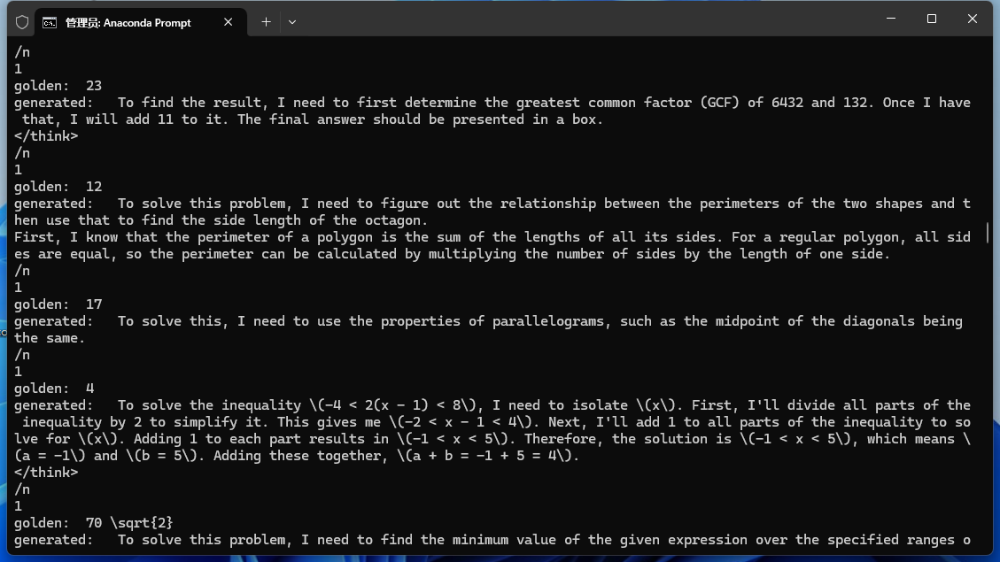 管理员: Anaconda Prompt
/n
1
golden:  23
generated:   To find the result, I need to first determine the greatest common factor (GCF) of 6432 and 132. Once I have
 that, I will add 11 to it. The final answer should be presented in a box.
</think>
/n
1
golden:  12
generated:   To solve this problem, I need to figure out the relationship between the perimeters of the two shapes and t
hen use that to find the side length of the octagon.
First, I know that the perimeter of a polygon is the sum of the lengths of all its sides. For a regular polygon, all sid
es are equal, so the perimeter can be calculated by multiplying the number of sides by the length of one side.
/n
1
golden:  17
generated:   To solve this, I need to use the properties of parallelograms, such as the midpoint of the diagonals being
the same.
/n
1
golden:  4
generated:   To solve the inequality \(-4 < 2(x - 1) < 8\), I need to isolate \(x\). First, I'll divide all parts of the
 inequality by 2 to simplify it. This gives me \(-2 < x - 1 < 4\). Next, I'll add 1 to all parts of the inequality to so
lve for \(x\). Adding 1 to each part results in \(-1 < x < 5\). Therefore, the solution is \(-1 < x < 5\), which means \
(a = -1\) and \(b = 5\). Adding these together, \(a + b = -1 + 5 = 4\).
</think>
/n
1
golden:  70 \sqrt{2}
generated:   To solve this problem, I need to find the minimum value of the given expression over the specified ranges o